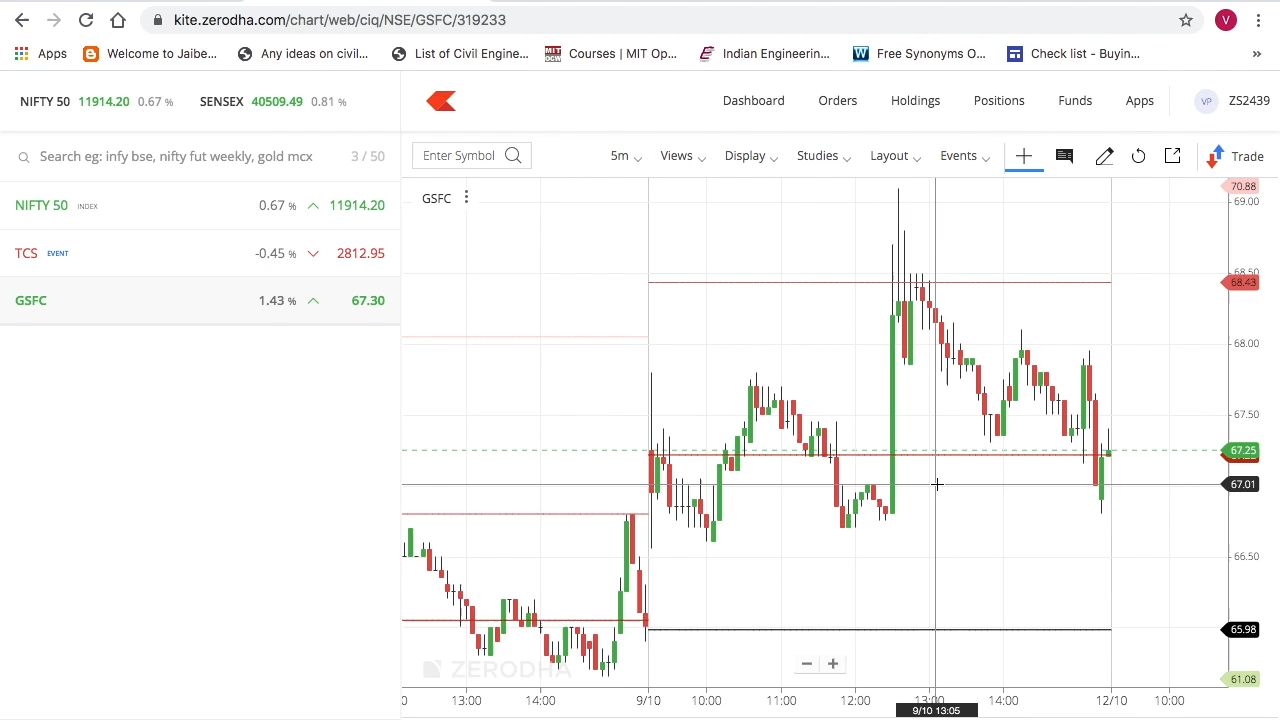 kite.zerodha.com/chart/web/ciq/NSE/GSFC/319233
V
Apps Welcome to Jaibe... Any ideas on civil... List of Civil Engine... MIT OCW Courses | MIT Op... Indian Engineerin... W Free Synonyms O... Check list - Buyin... »
NIFTY 50 11914.20 0.67 % SENSEX 40509.49 0.81 %
Dashboard Orders Holdings Positions Funds Apps VP ZS2439
Search eg: infy bse, nifty fut weekly, gold mcx 3 / 50
Enter Symbol 5m Views Display Studies Layout Events Trade
NIFTY 50 INDEX 0.67 % 11914.20
TCS EVENT -0.45 % 2812.95
GSFC 1.43 % 67.30
GSFC
70.88
69.00
68.50
68.43
68.00
67.50
67.25
67.01
66.50
65.98
61.08
ZERODHA
0 13:00 14:00 9/10 10:00 11:00 12:00 13:00 14:00 12/10 10:00
9/10 13:05